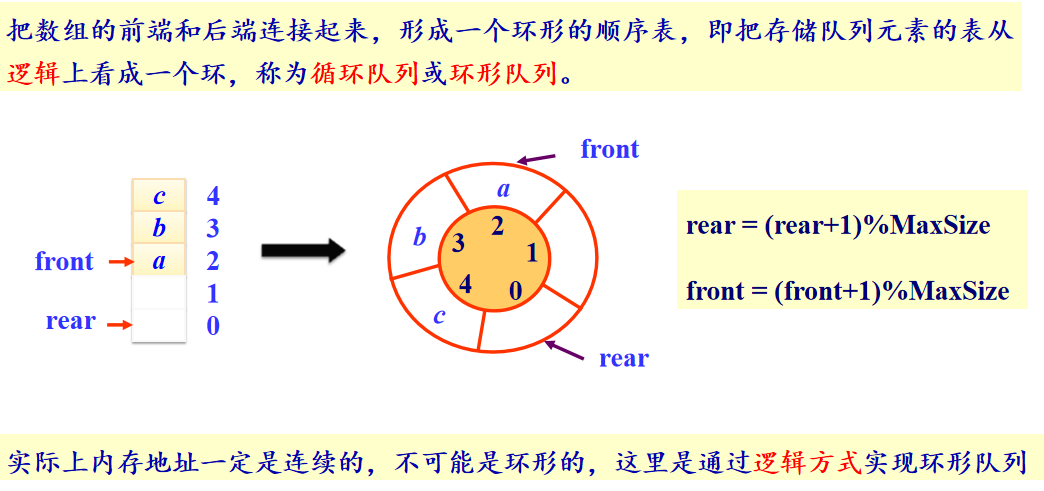 把数组的前端和后端连接起来，形成一个环形的顺序表，即把存储队列元素的表从
逻辑上看成一个环，称为循环队列或环形队列。
c 4
b 3
front a 2
1
rear 0
front
a
b
c
3 2 1
4 0
rear
rear = (rear+1)%MaxSize
front = (front+1)%MaxSize
实际上内存地址一定是连续的，不可能是环形的，这里是通过逻辑方式实现环形队列